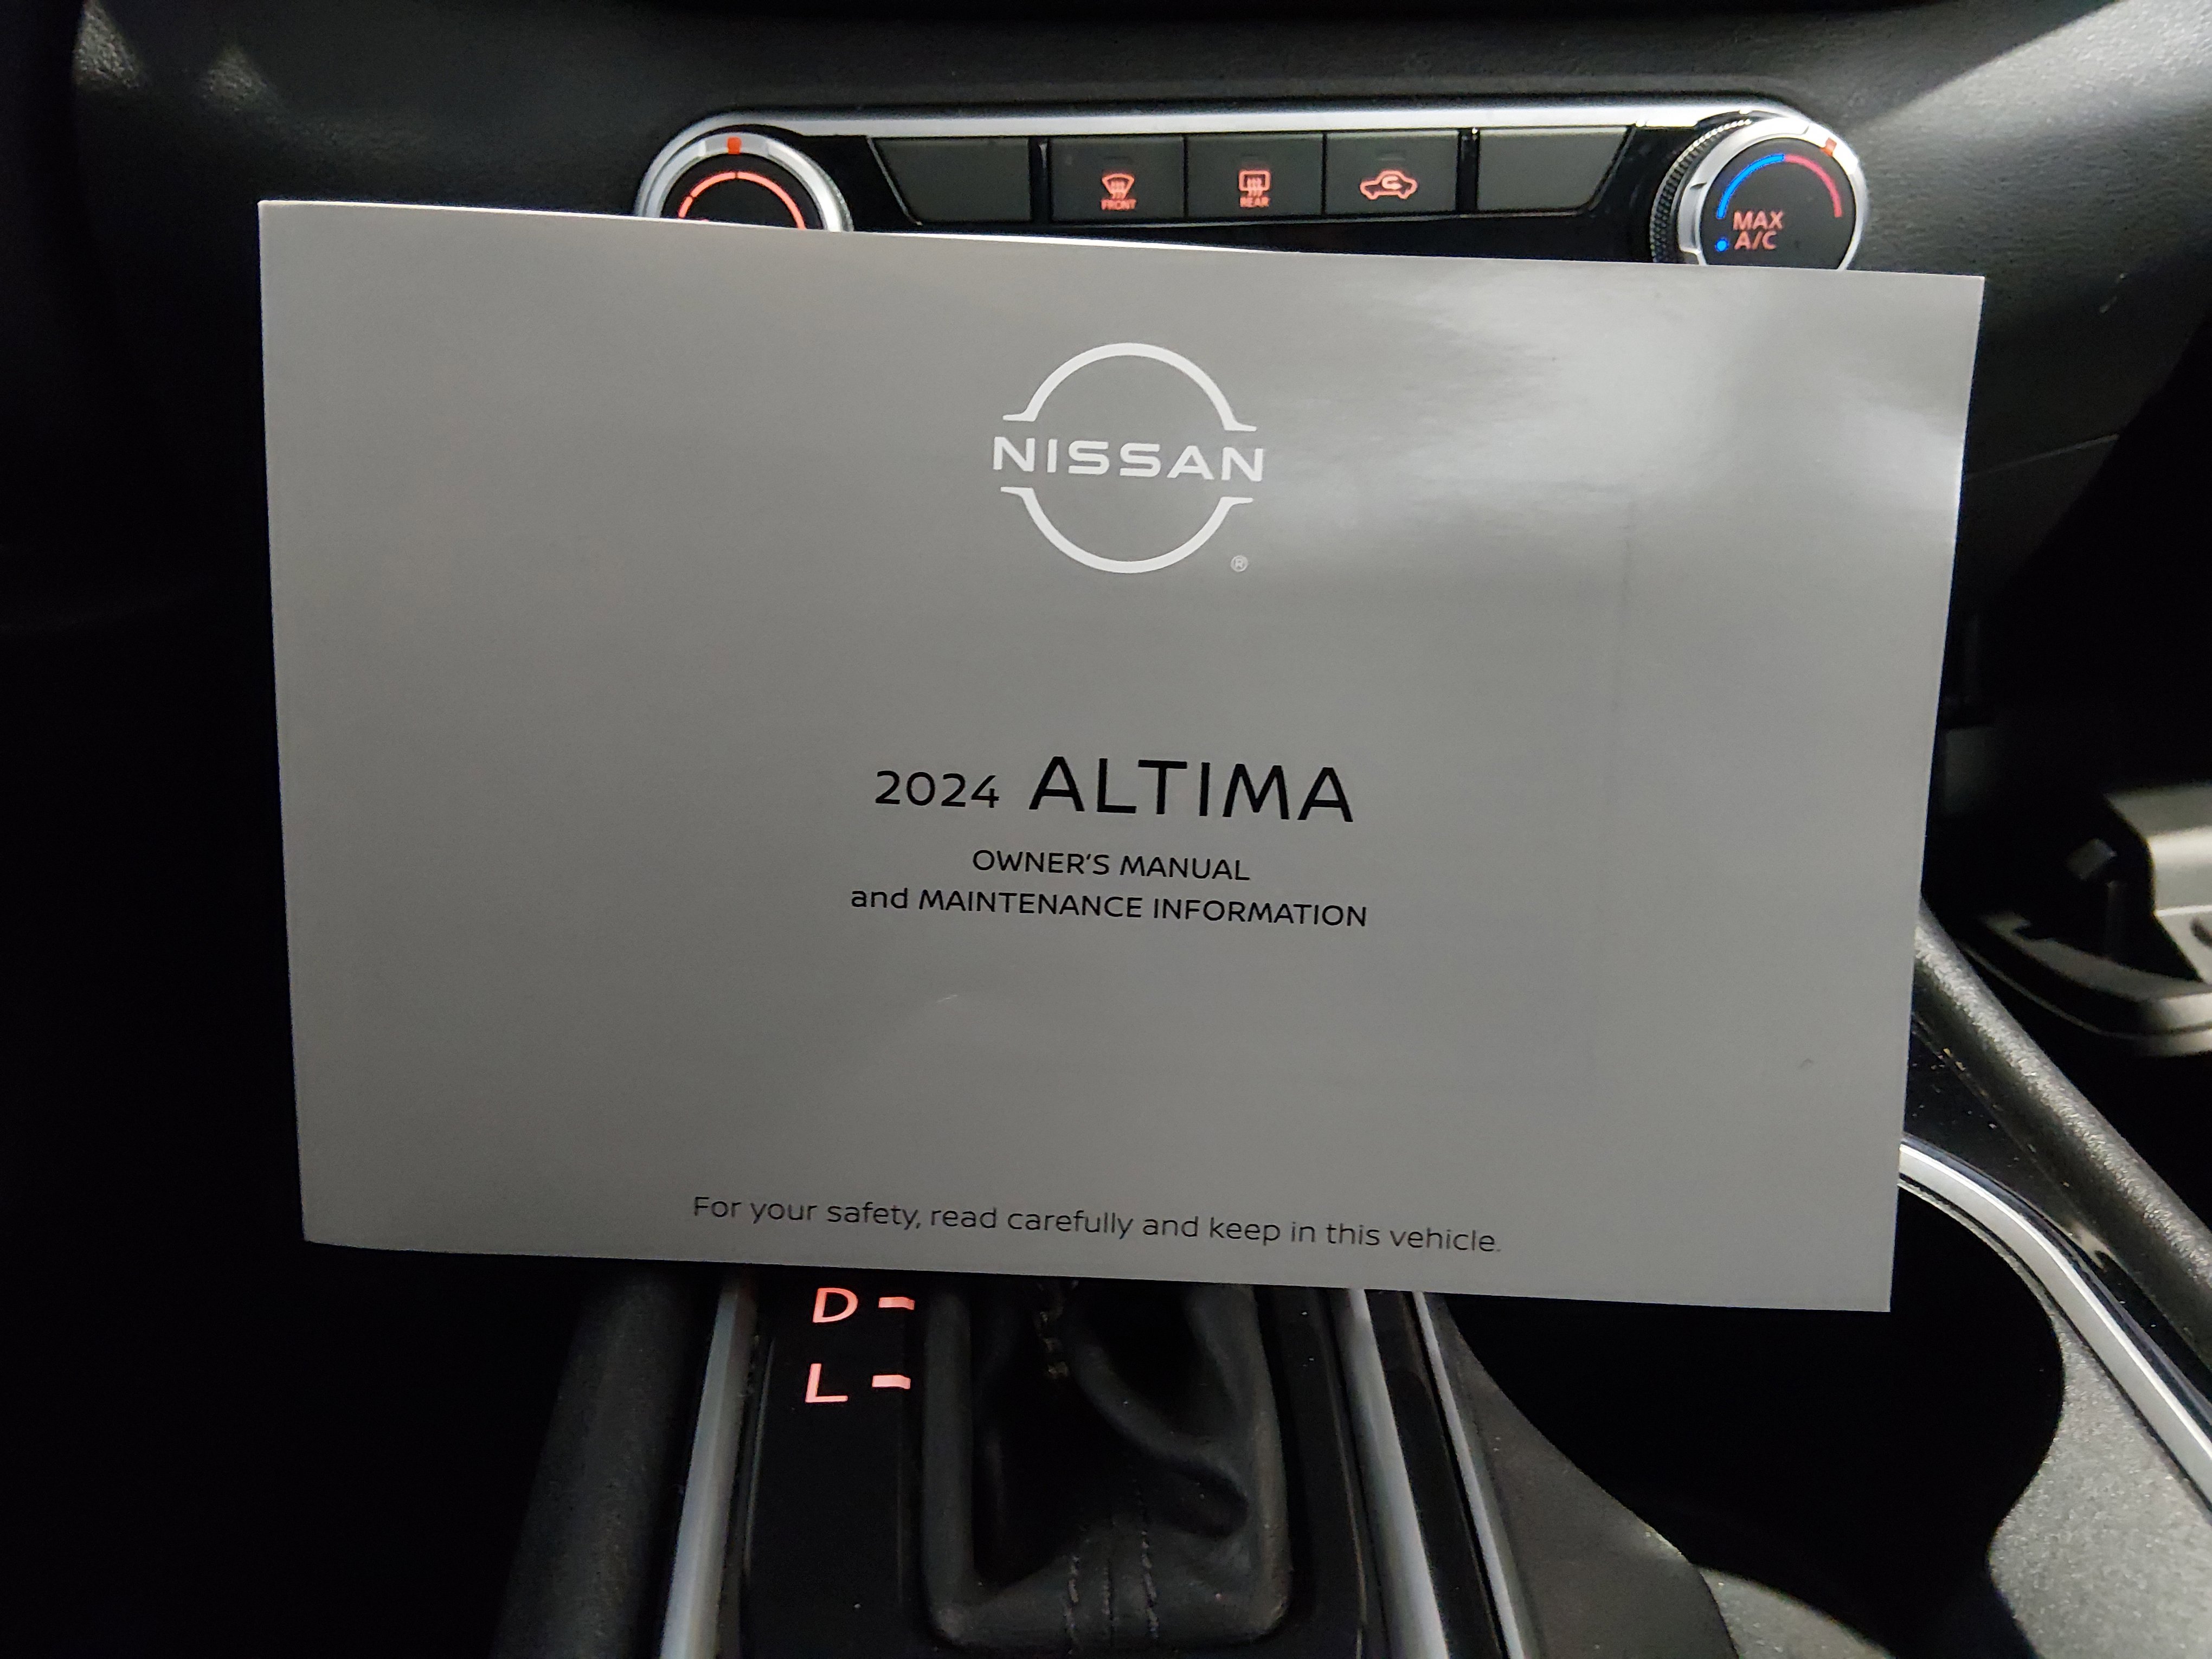 FRONT
REAR
MAX
A/C
NISSAN
®
2024 ALTIMA
OWNER'S MANUAL
and MAINTENANCE INFORMATION
For your safety, read carefully and keep in this vehicle.
D
L